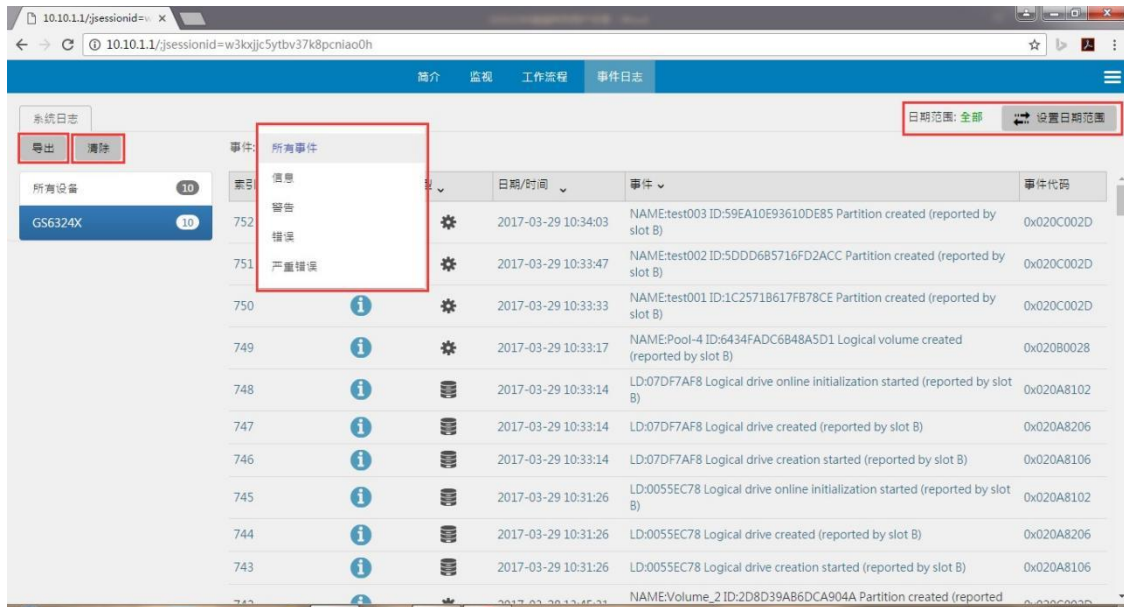 10.10.1.1/;jsessionid=w
10.10.1.1/;jsessionid=w3kxjjc5ytbv37k8pcniao0h
简介 监视 工作流程 事件日志
系统日志
日期范围: 全部 设置日期范围
导出 清除
事件:
所有事件
信息
警告
错误
严重错误
所有设备 10
GS6324X 10
索引 日期/时间 事件 事件代码
752 2017-03-29 10:34:03 NAME:test003 ID:59EA10E93610DE85 Partition created (reported by
slot B) 0x020C002D
751 2017-03-29 10:33:47 NAME:test002 ID:5DDD6B5716FD2ACC Partition created (reported by
slot B) 0x020C002D
750 2017-03-29 10:33:33 NAME:test001 ID:1C2571B617FB78CE Partition created (reported by
slot B) 0x020C002D
749 2017-03-29 10:33:17 NAME:Pool-4 ID:6434FADC6B48A5D1 Logical volume created
(reported by slot B) 0x020B0028
748 2017-03-29 10:33:14 LD:07DF7AF8 Logical drive online initialization started (reported by slot
B) 0x020A8102
747 2017-03-29 10:33:14 LD:07DF7AF8 Logical drive created (reported by slot B) 0x020A8206
746 2017-03-29 10:33:14 LD:07DF7AF8 Logical drive creation started (reported by slot B) 0x020A8106
745 2017-03-29 10:31:26 LD:0055EC78 Logical drive online initialization started (reported by slot
B) 0x020A8102
744 2017-03-29 10:31:26 LD:0055EC78 Logical drive created (reported by slot B) 0x020A8206
743 2017-03-29 10:31:26 LD:0055EC78 Logical drive creation started (reported by slot B) 0x020A8106
NAME:Volume_2 ID:2D8D39AB6DCA904A Partition created (reported